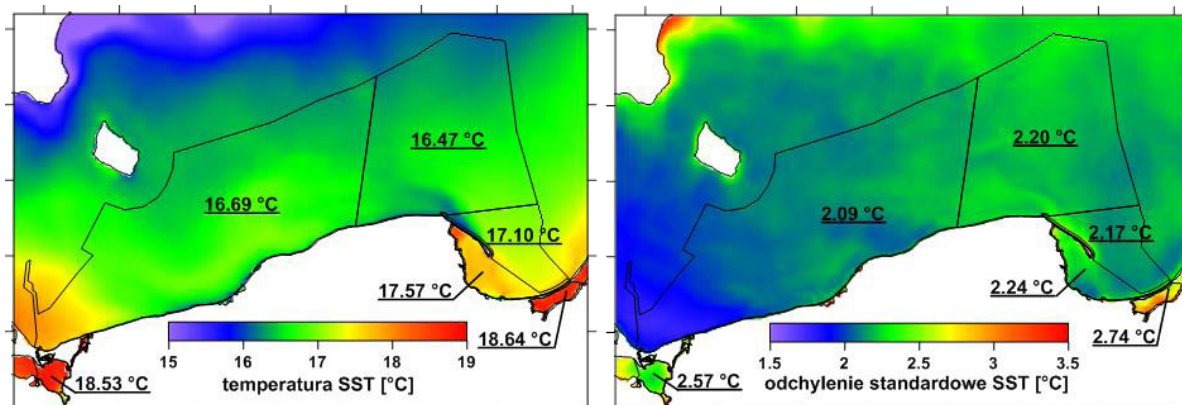 16.47 °C
16.69 °C
17.10 °C
17.57 °C
18.64 °C
18.53 °C
15 16 17 18 19
temperatura SST [°C]
2.20 °C
2.09 °C
2.17 °C
2.24 °C
2.74 °C
2.57 °C
1.5 2 2.5 3 3.5
odchylenie standardowe SST [°C]